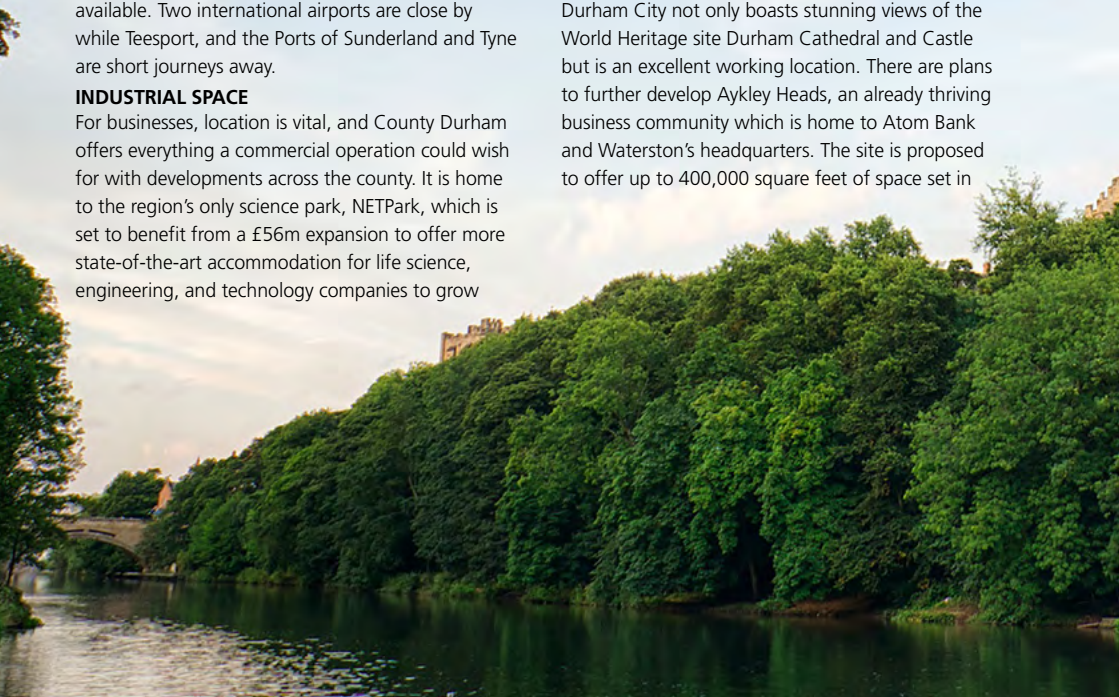 available. Two international airports are close by
while Teesport, and the Ports of Sunderland and Tyne
are short journeys away.
INDUSTRIAL SPACE
For businesses, location is vital, and County Durham
offers everything a commercial operation could wish
for with developments across the county. It is home
to the region's only science park, NETPark, which is
set to benefit from a £56m expansion to offer more
state-of-the-art accommodation for life science,
engineering, and technology companies to grow
Durham City not only boasts stunning views of the
World Heritage site Durham Cathedral and Castle
but is an excellent working location. There are plans
to further develop Aykley Heads, an already thriving
business community which is home to Atom Bank
and Waterston's headquarters. The site is proposed
to offer up to 400,000 square feet of space set in